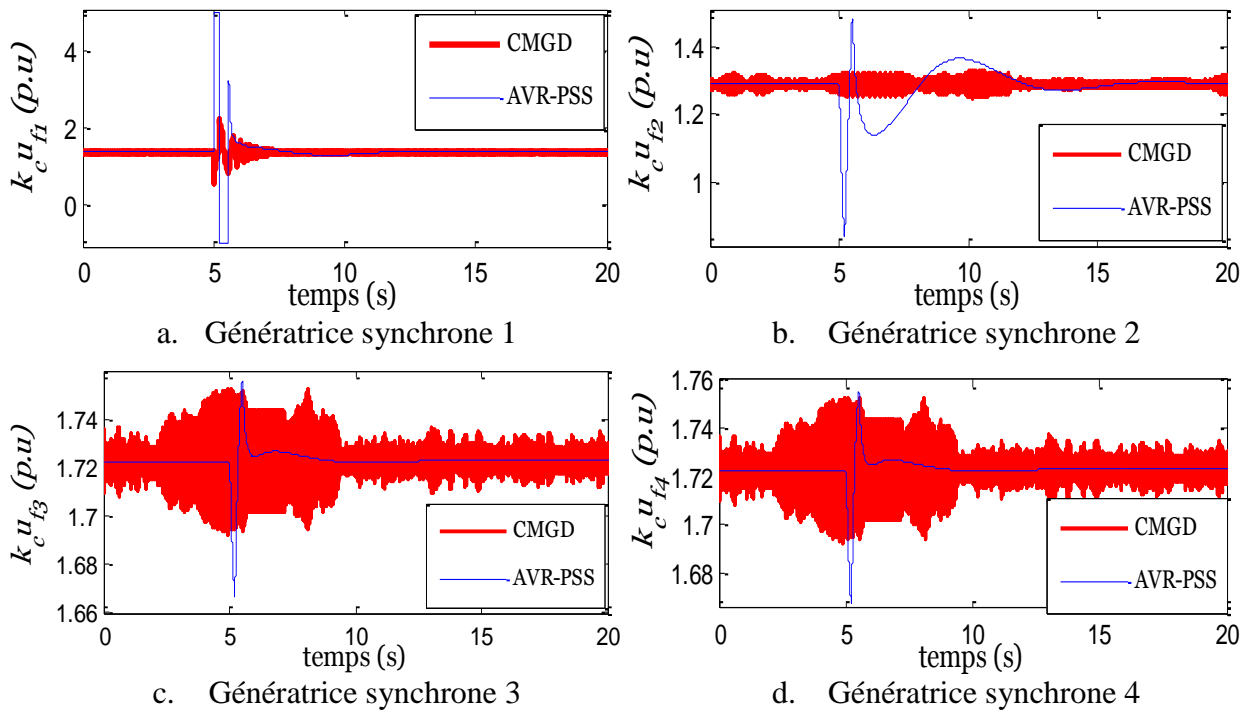 k_c u_f1 (p.u)
4
2
0
CMGD
AVR-PSS
0 5 10 15 20
temps (s)
a. Génératrice synchrone 1
k_c u_f2 (p.u)
1.4
1.2
1
CMGD
AVR-PSS
0 5 10 15 20
temps (s)
b. Génératrice synchrone 2
k_c u_f3 (p.u)
1.74
1.72
1.7
1.68
1.66
CMGD
AVR-PSS
0 5 10 15 20
temps (s)
c. Génératrice synchrone 3
k_c u_f4 (p.u)
1.76
1.74
1.72
1.70
1.68
CMGD
AVR-PSS
0 5 10 15 20
temps (s)
d. Génératrice synchrone 4